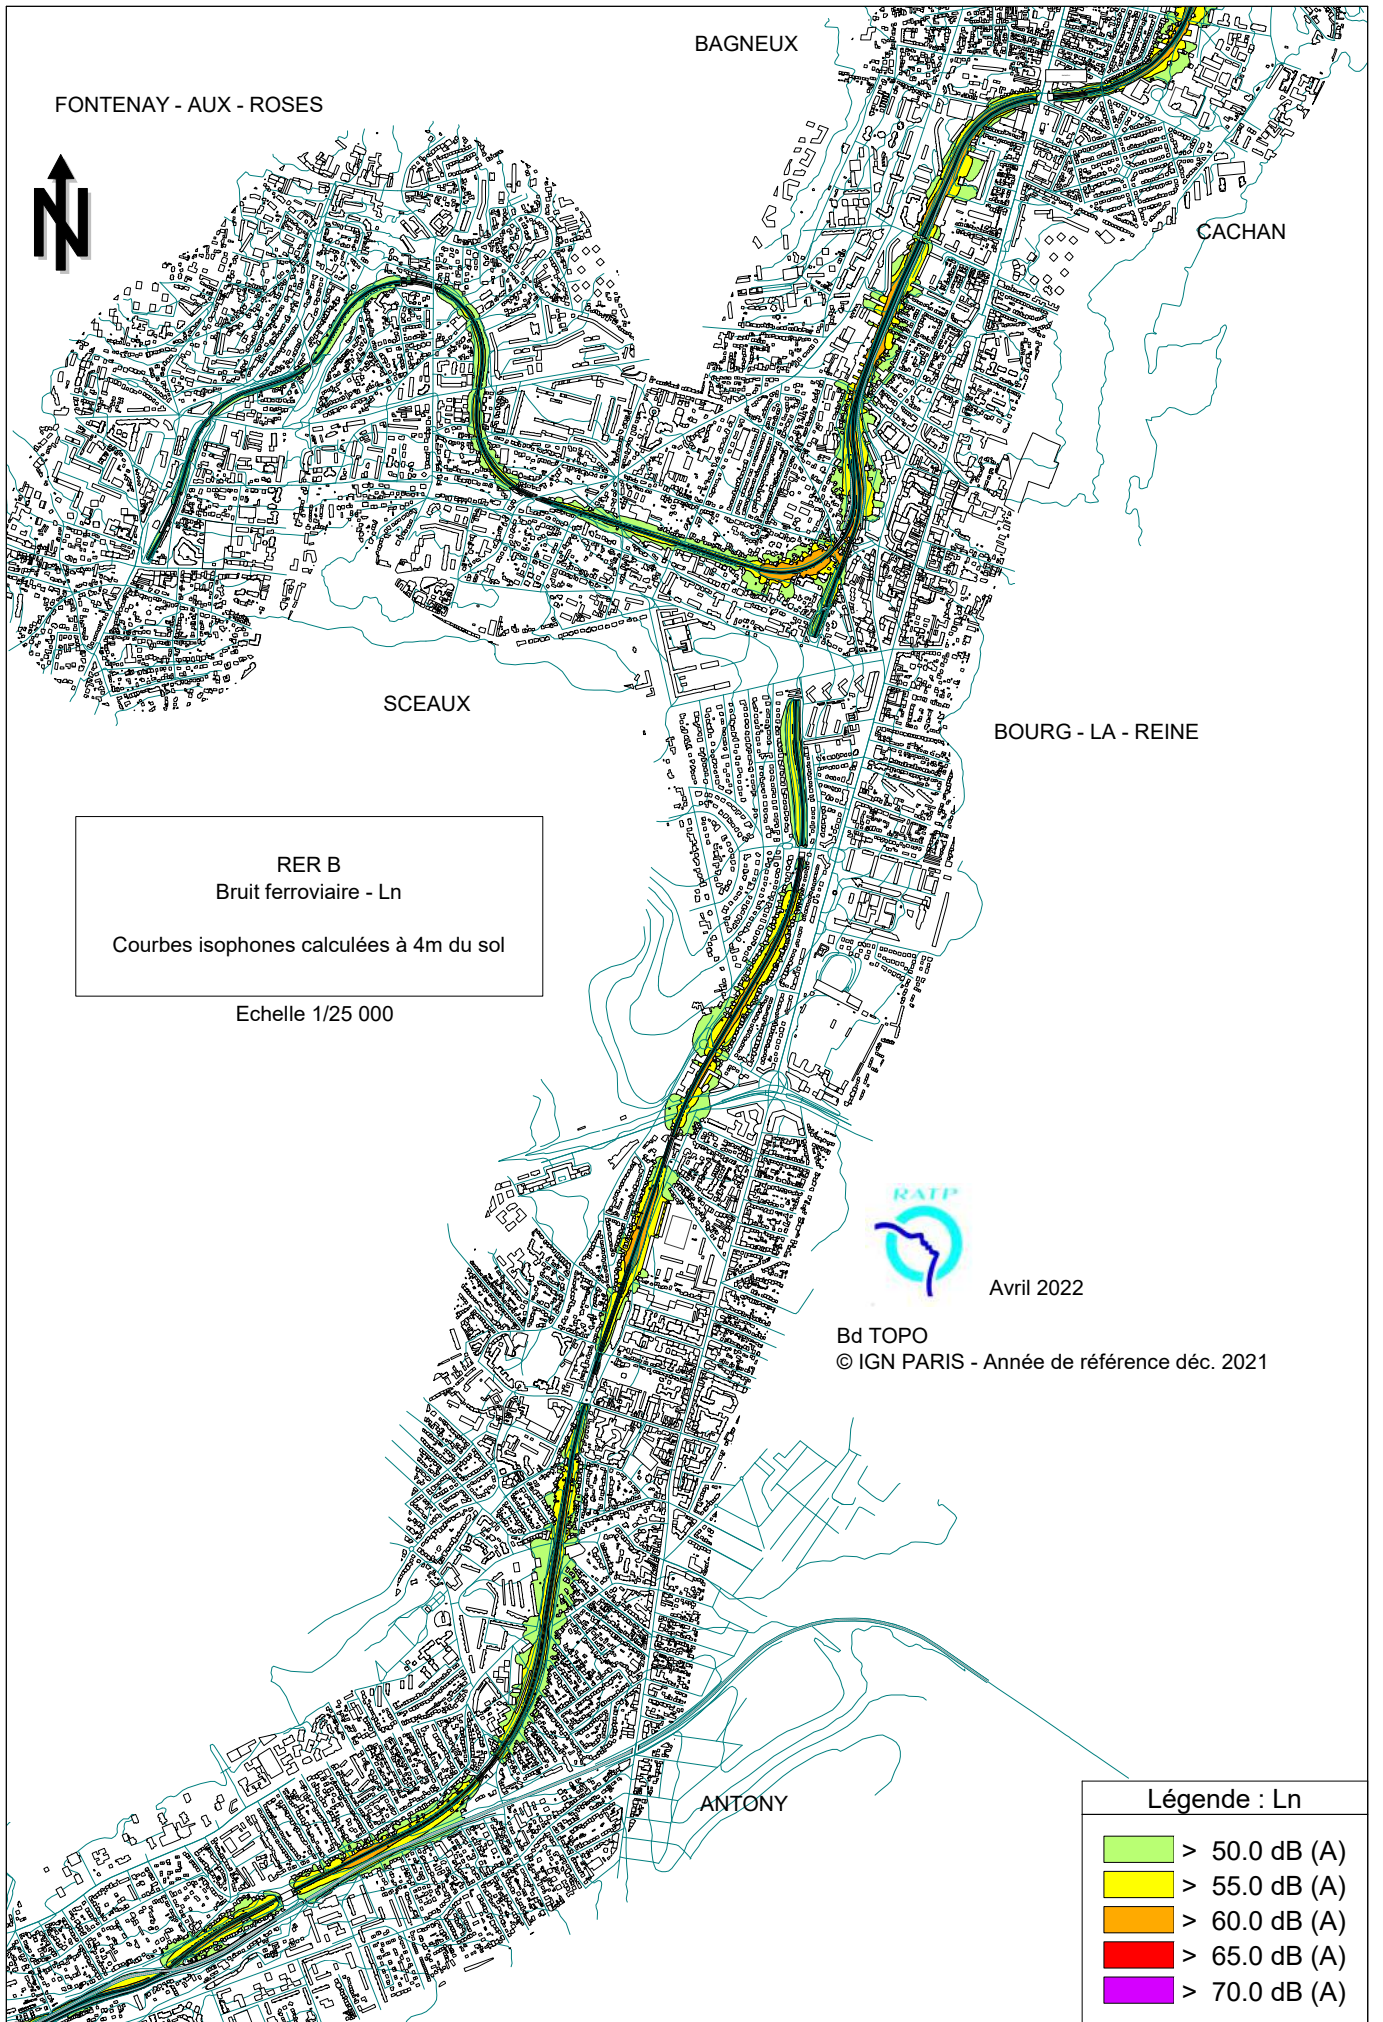 BAGNEUX
FONTENAY - AUX - ROSES
N
CACHAN
SCEAUX
BOURG - LA - REINE
RER B
Bruit ferroviaire - Ln
Courbes isophones calculées à 4m du sol
Echelle 1/25 000
RATP
Avril 2022
Bd TOPO
© IGN PARIS - Année de référence déc. 2021
ANTONY
Légende : Ln
> 50.0 dB (A)
> 55.0 dB (A)
> 60.0 dB (A)
> 65.0 dB (A)
> 70.0 dB (A)